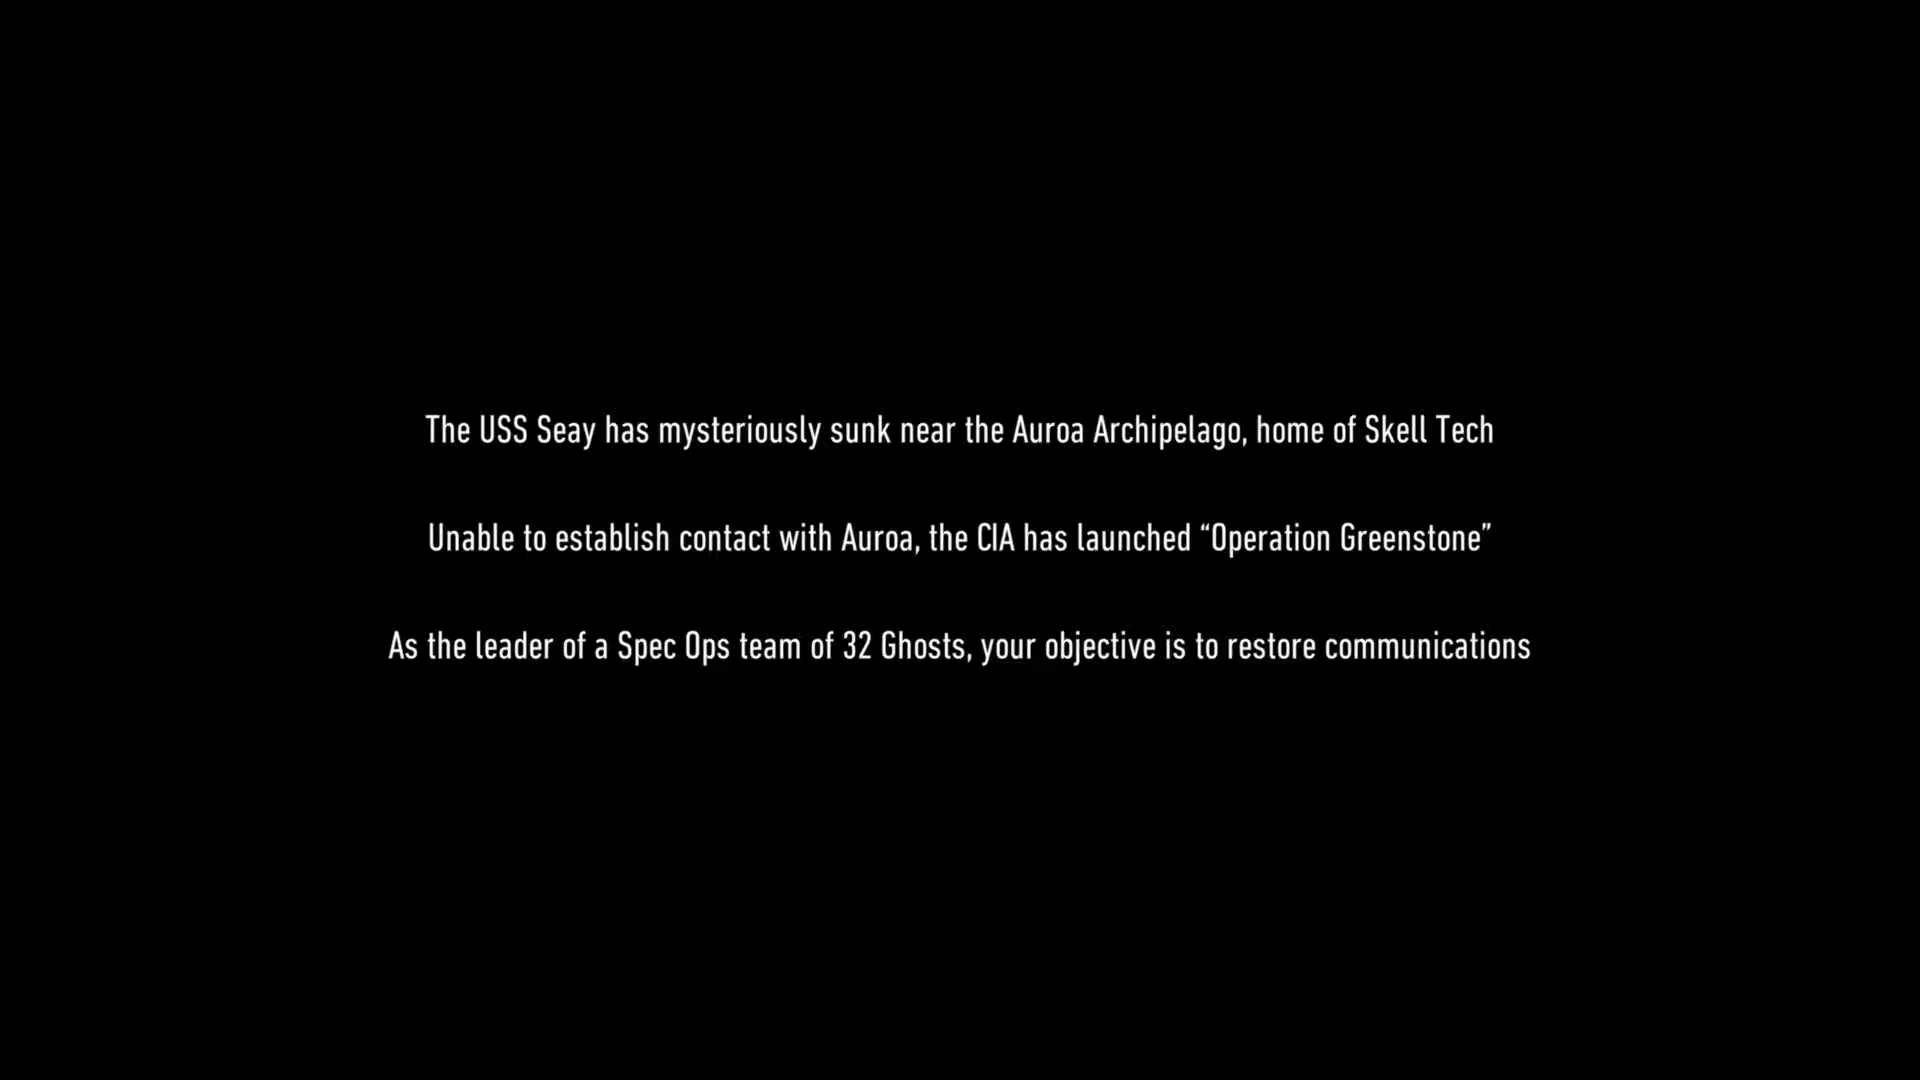 The USS Seay has mysteriously sunk near the Auroa Archipelago, home of Skell Tech
Unable to establish contact with Auroa, the CIA has launched “Operation Greenstone”
As the leader of a Spec Ops team of 32 Ghosts, your objective is to restore communications